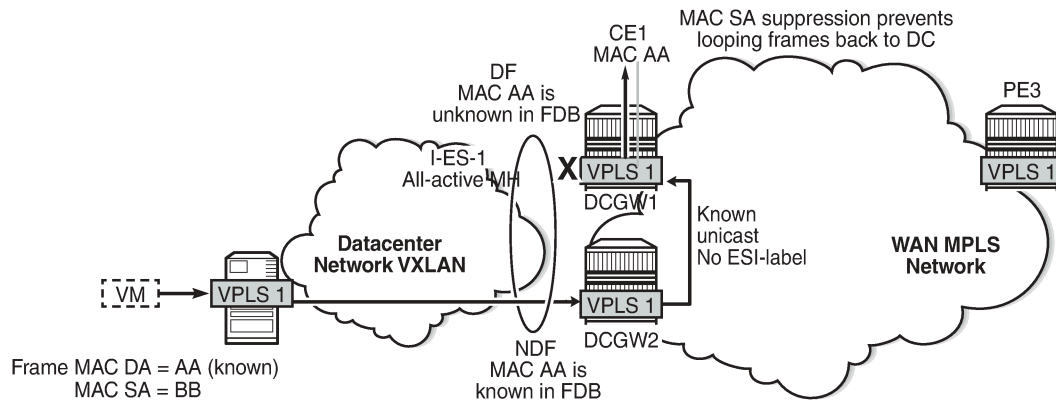 MAC SA suppression prevents
looping frames back to DC
CE1
MAC AA
DF
MAC AA is
unknown in FDB
PE3
I-ES-1
All-active MH
X
VPLS 1
VPLS 1
DCGW1
Known
unicast
No ESI-label
Datacenter
Network VXLAN
WAN MPLS
Network
VM
VPLS 1
VPLS 1
DCGW2
NDF
MAC AA is
known in FDB
Frame MAC DA = AA (known)
MAC SA = BB